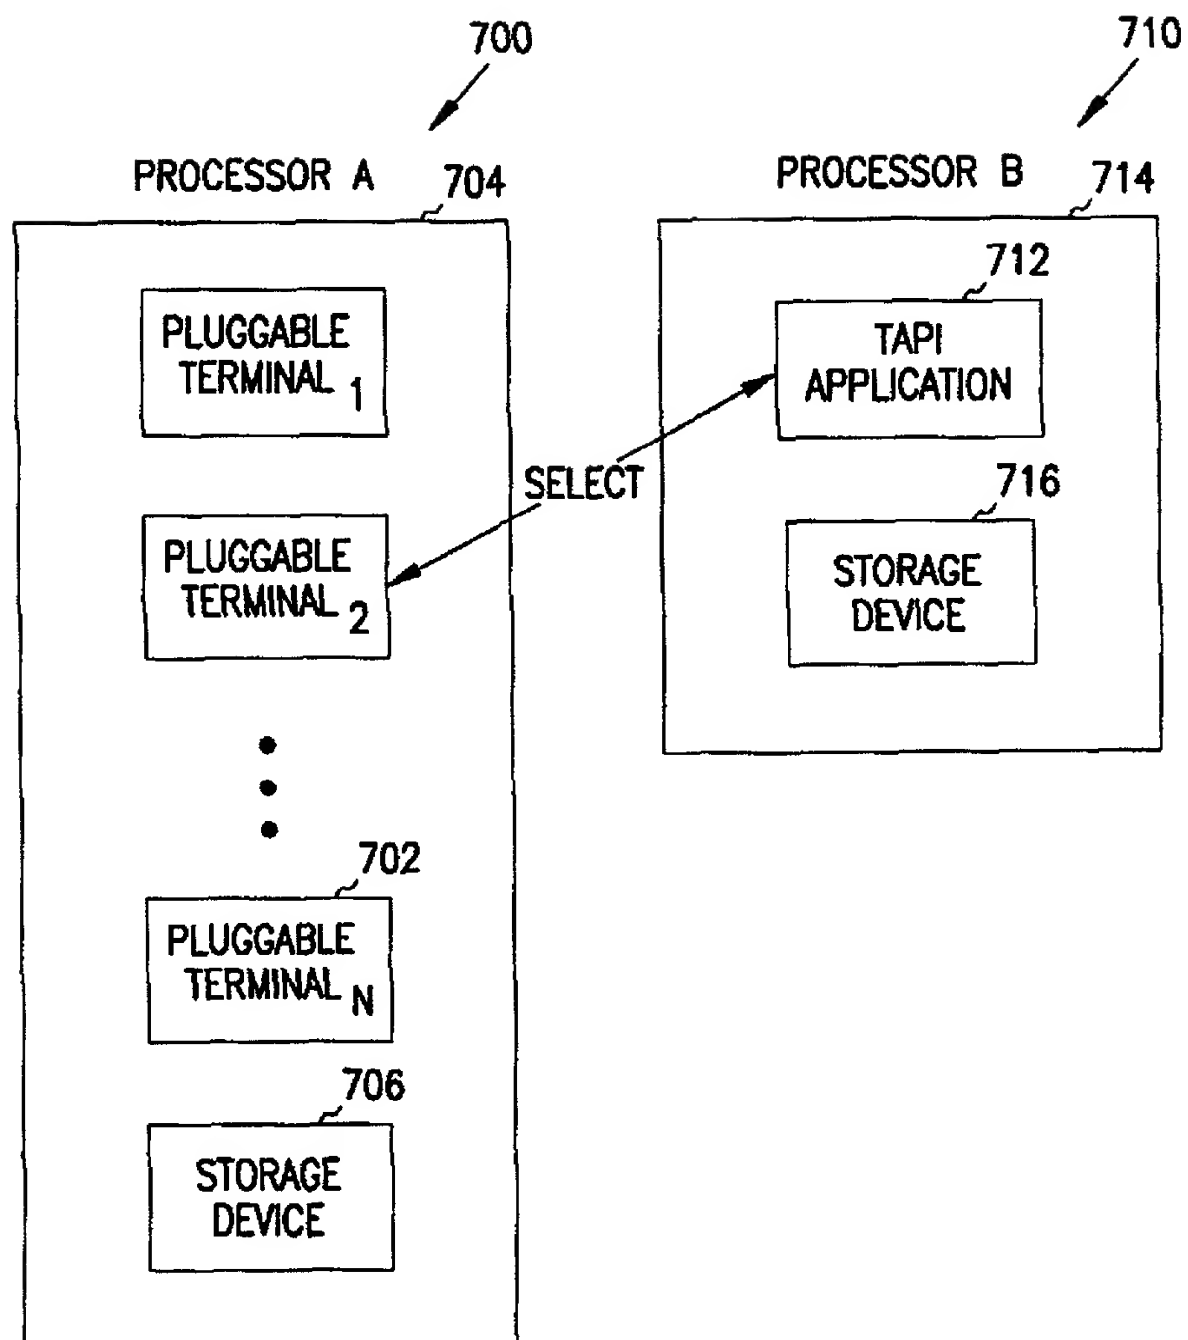 700
710
PROCESSOR A
704
PROCESSOR B
714
PLUGGABLE
TERMINAL 1
712
TAPI
APPLICATION
SELECT
716
PLUGGABLE
TERMINAL 2
STORAGE
DEVICE
702
PLUGGABLE
TERMINAL N
706
STORAGE
DEVICE